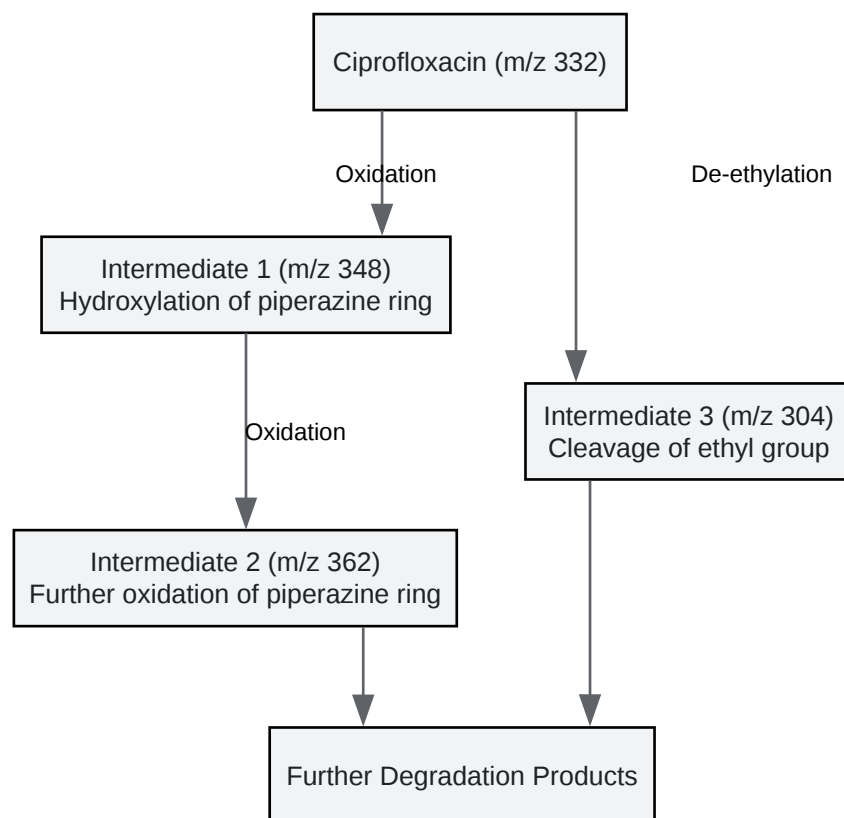 Ciprofloxacin (m/z 332)
Oxidation
De-ethylation
Intermediate 1 (m/z 348)
Hydroxylation of piperazine ring
Intermediate 3 (m/z 304)
Cleavage of ethyl group
Oxidation
Intermediate 2 (m/z 362)
Further oxidation of piperazine ring
Further Degradation Products